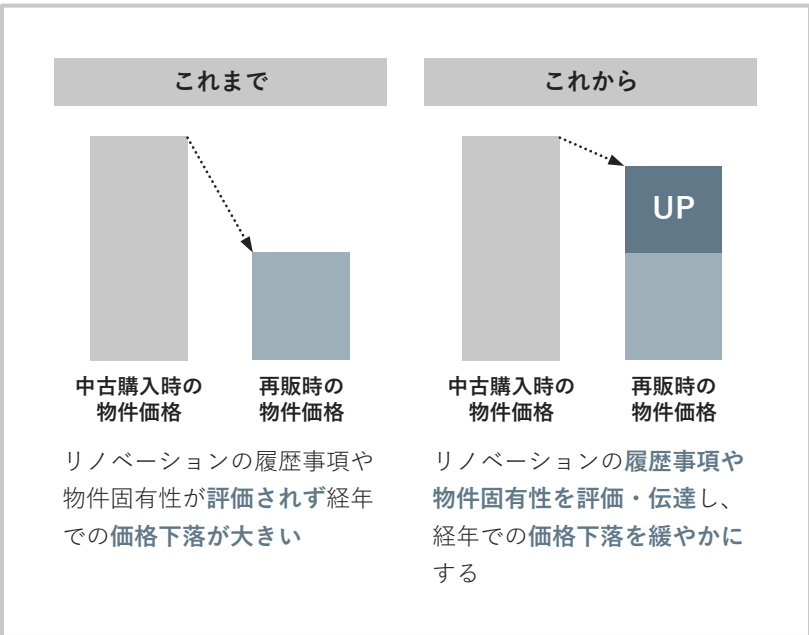 これまで
中古購入時の
物件価格
再販時の
物件価格
リノベーションの履歴事項や
物件固有性が評価されず経年
での価格下落が大きい
これから
UP
中古購入時の
物件価格
再販時の
物件価格
リノベーションの履歴事項や
物件固有性を評価・伝達し、
経年での価格下落を緩やかに
する